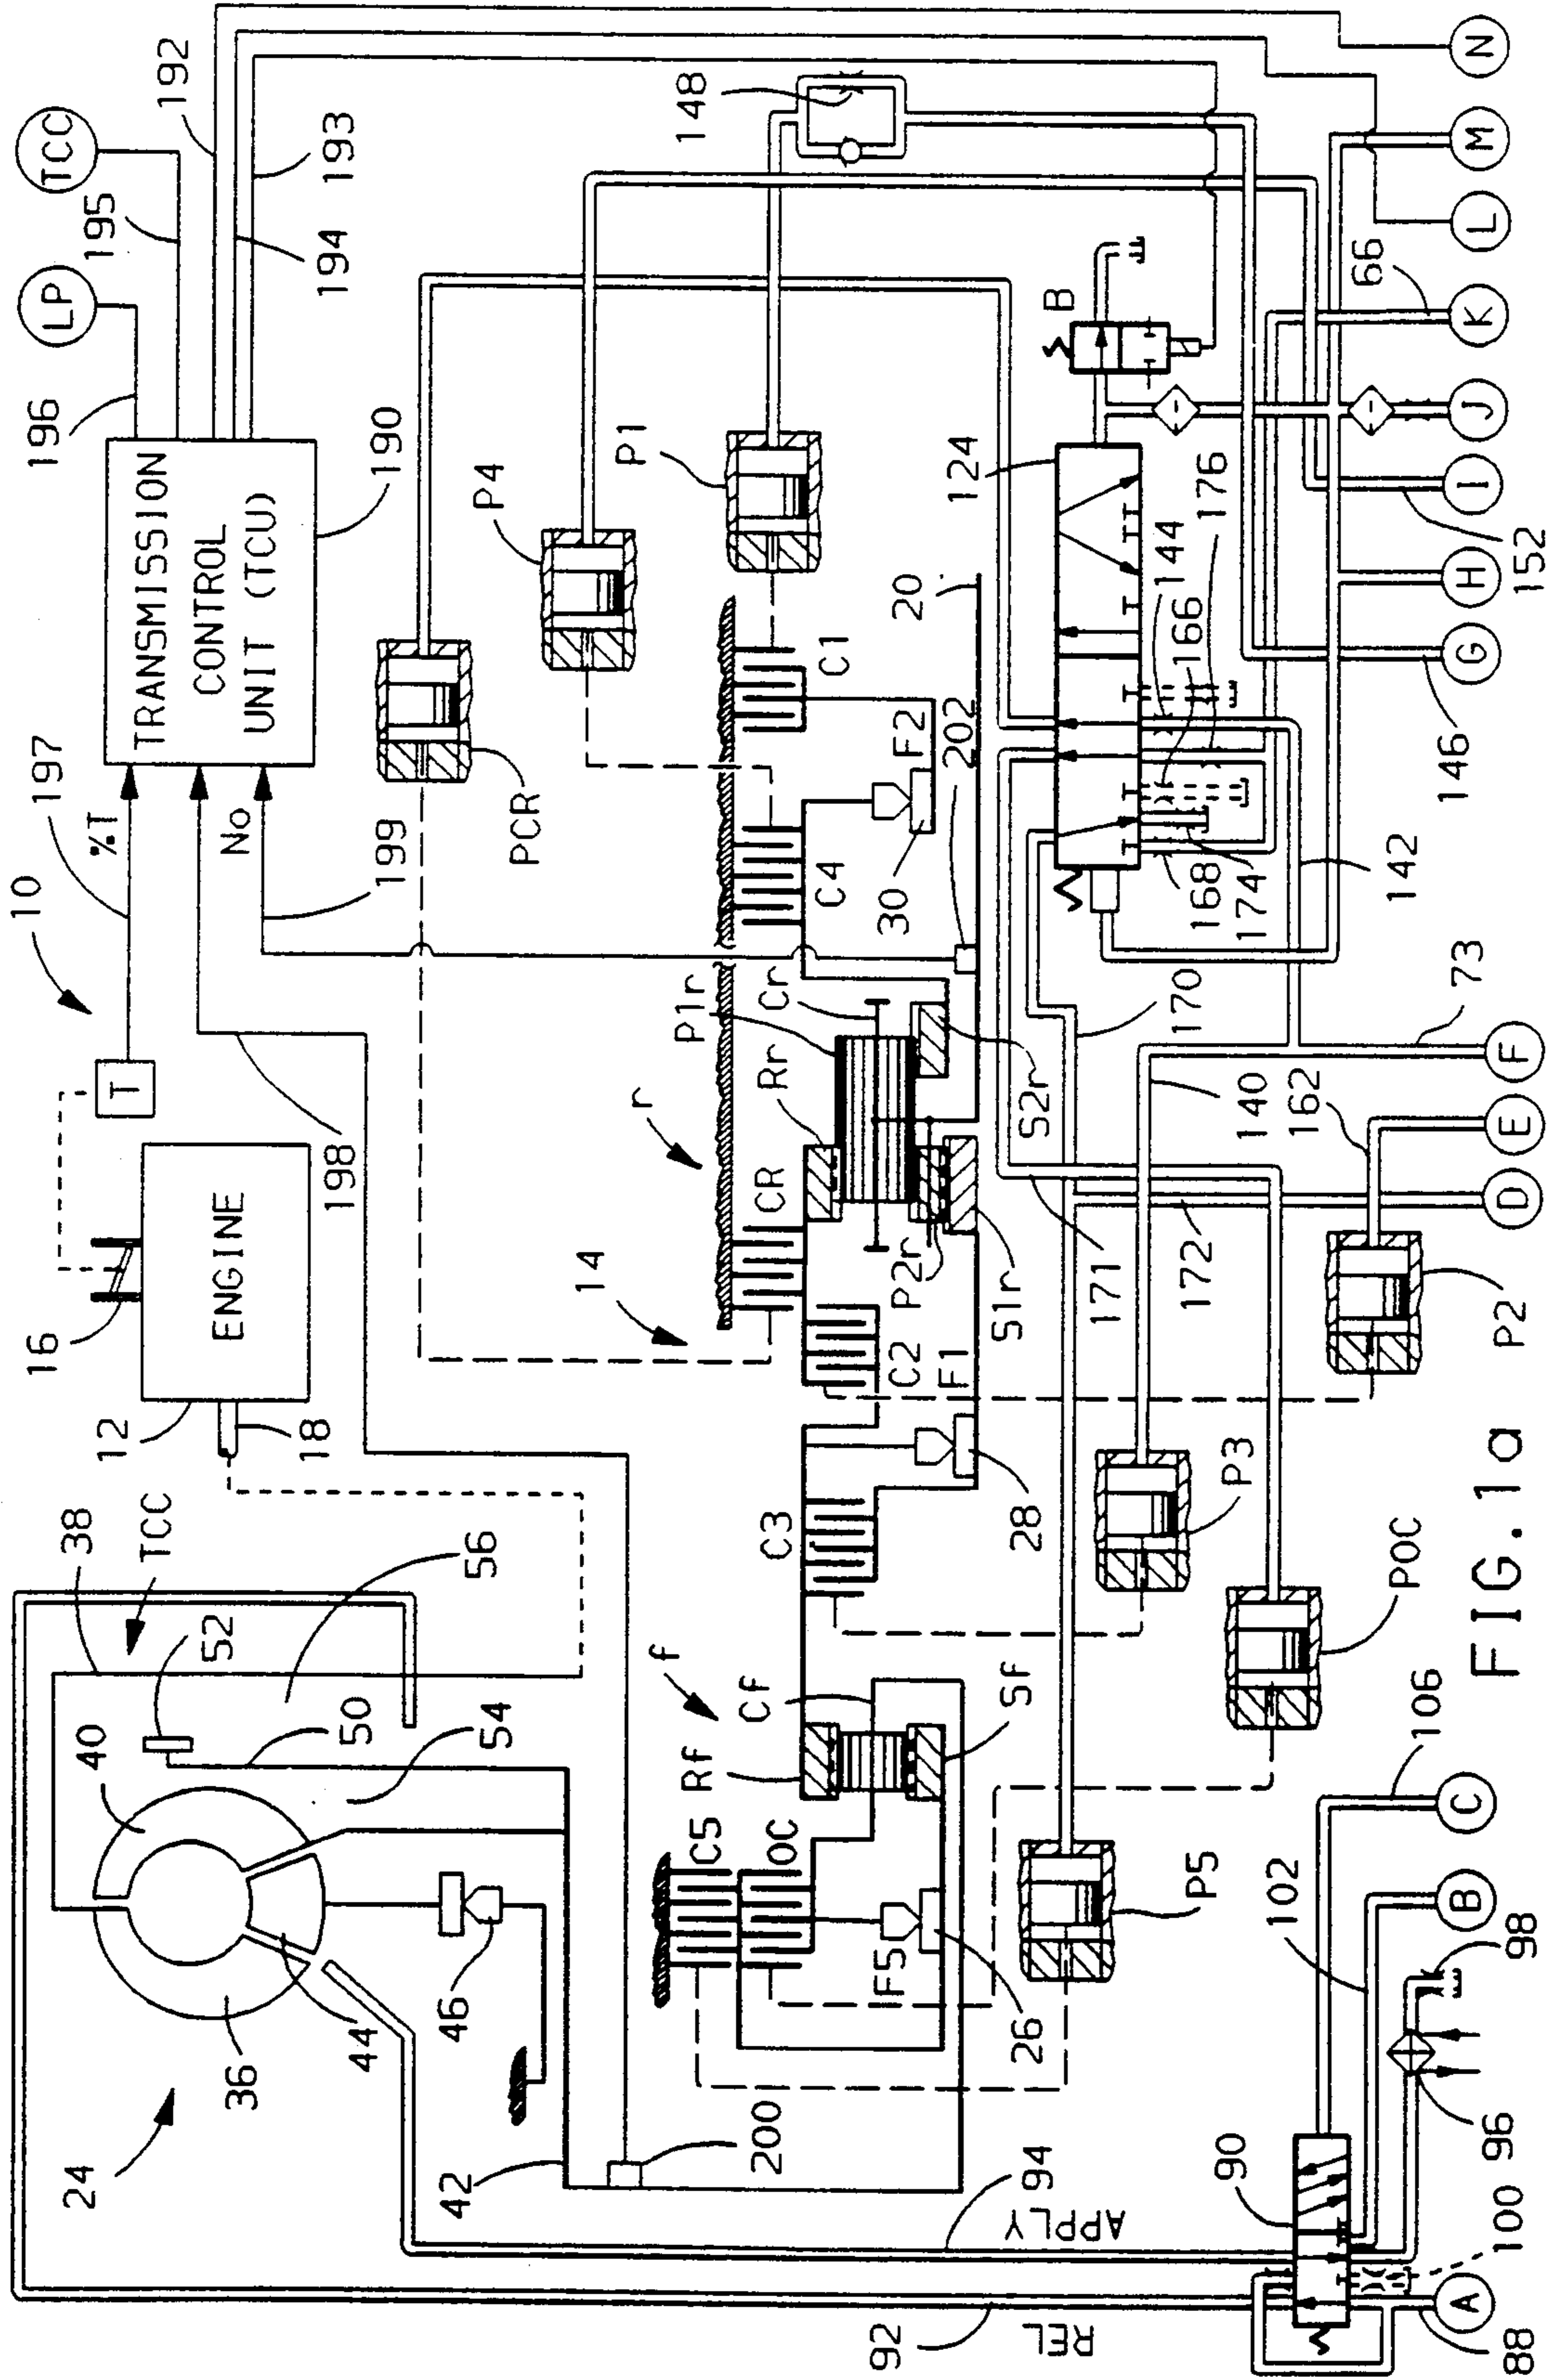 24
36
40
44
46
42
38
TCC
52
50
54
56
16
12
ENGINE
18
10
T
197
%T
198
No
199
TRANSMISSION
CONTROL
UNIT (TCU)
190
LP
196
TCC
195
192
194
193
200
f
Rf
Cf
Sf
C5
OC
F5
26
C3
28
F1
C2
14
CR
r
Rr
P1r
Cr
P2r
S1r
S2r
C4
30
F2
C1
20
202
PCR
P4
P1
148
P5
POC
P3
P2
171
172
140
162
170
73
142
168
174
166
144
176
124
B
146
152
66
92
REL
94
APPLY
90
88
100
96
98
102
106
A
B
C
D
E
F
G
H
I
J
K
L
M
N
FIG. 1a